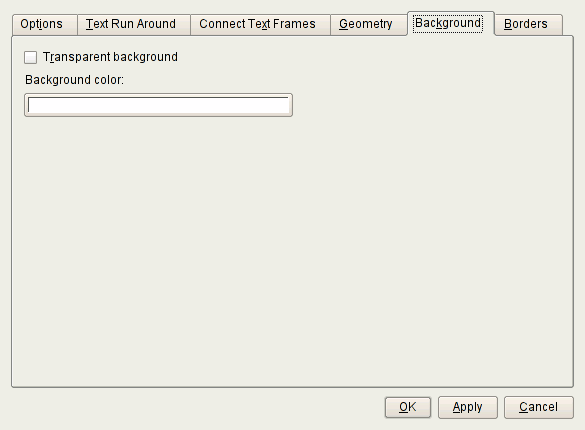 Options Text Run Around Connect Text Frames Geometry Background Borders
Transparent background
Background color:
OK Apply Cancel